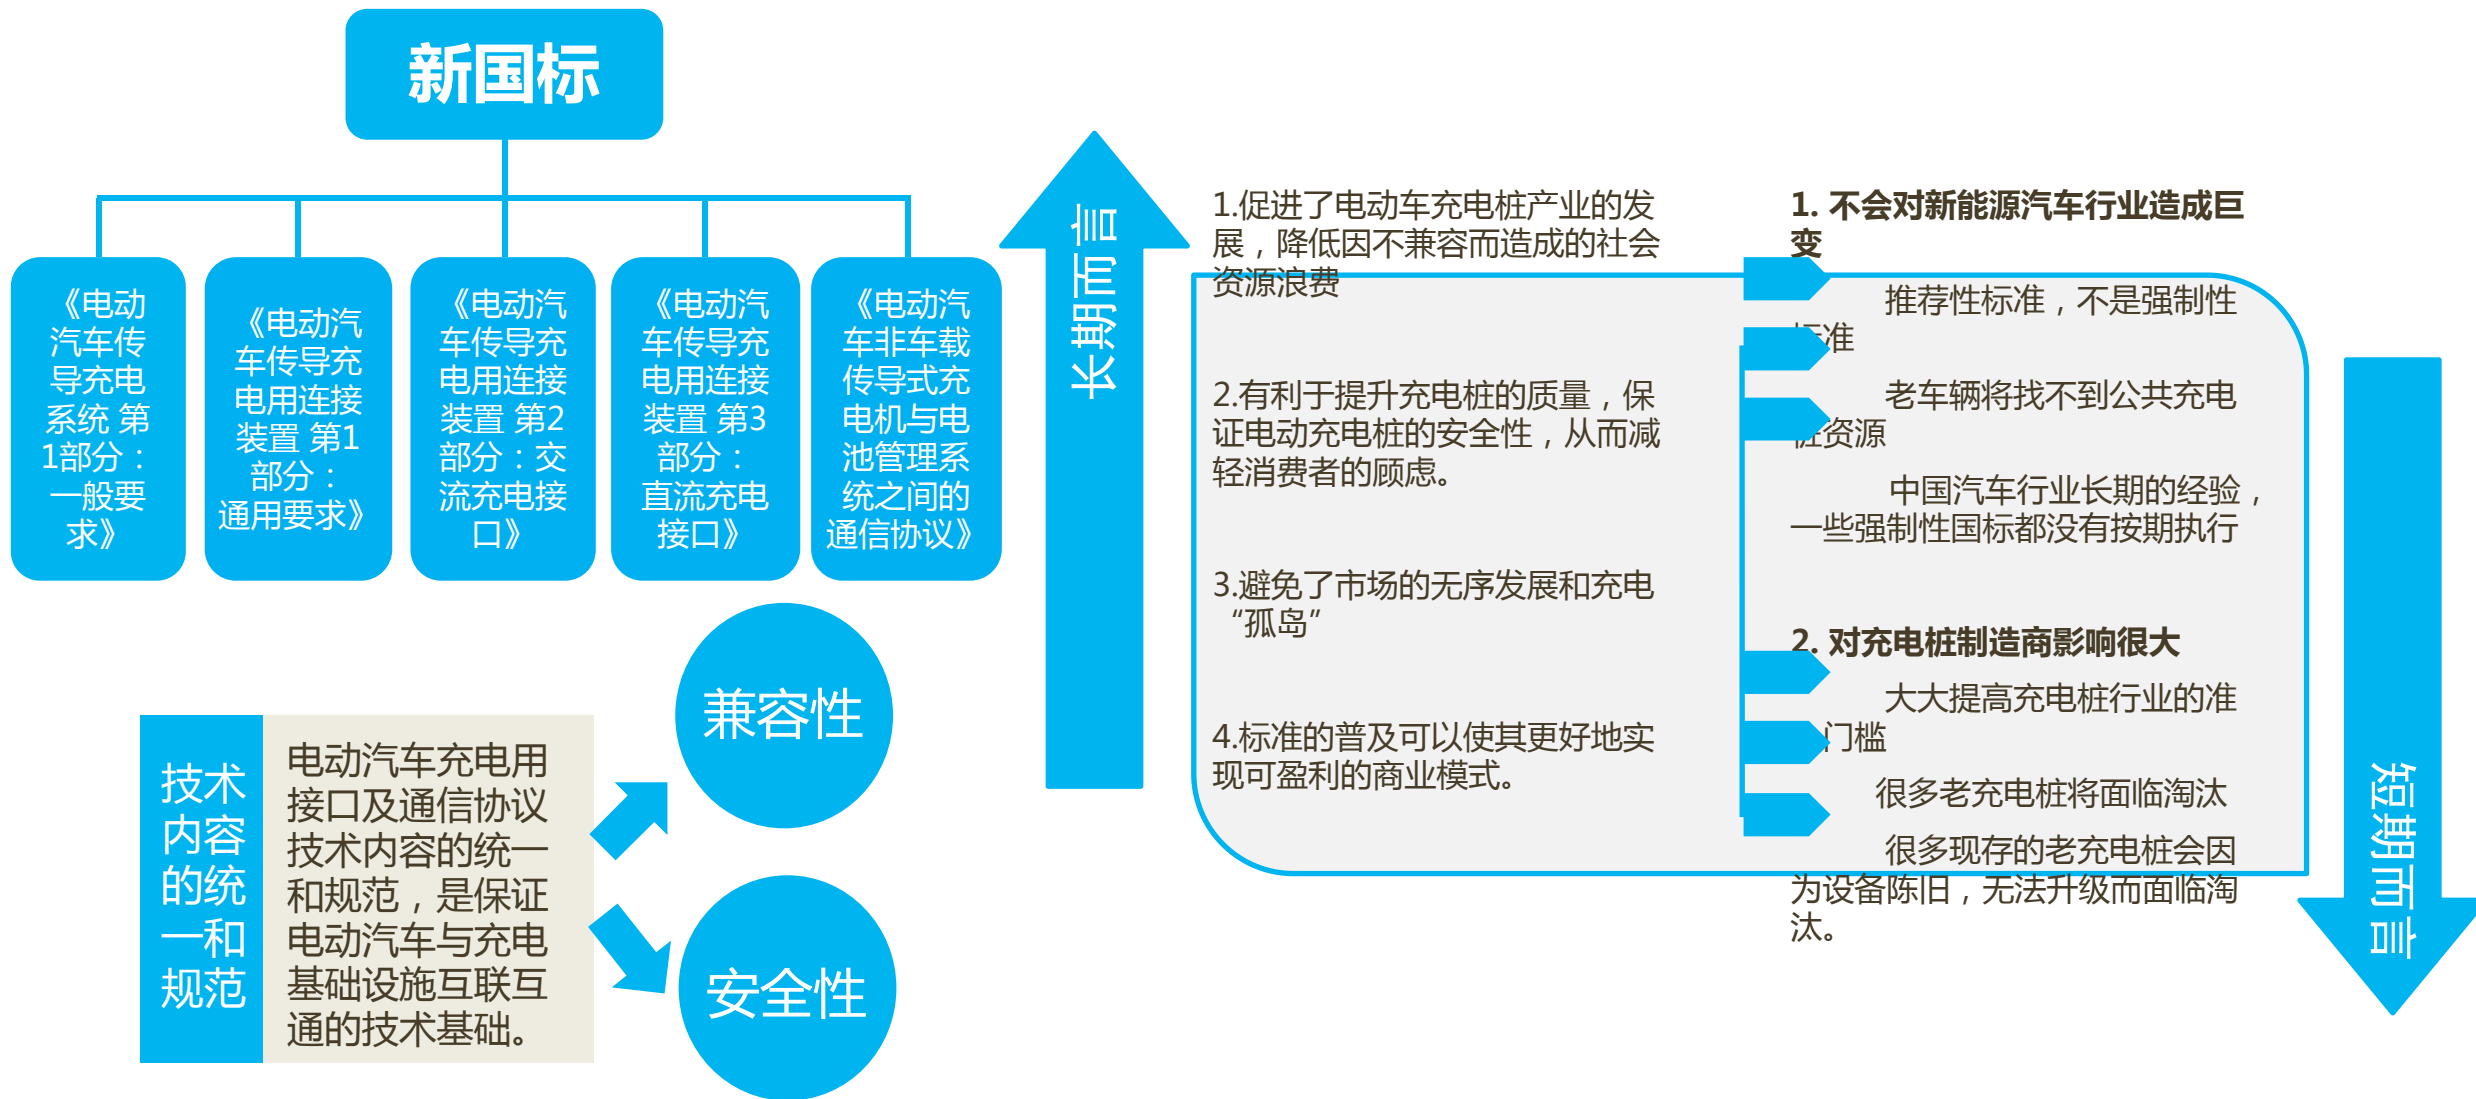 新国标
《电动
汽车传
导充电
系统 第
1部分：
一般要
求》
《电动汽
车传导充
电用连接
装置 第1
部分：
通用要求》
《电动汽
车传导充
电用连接
装置 第2
部分：交
流充电接
口》
《电动汽
车传导充
电用连接
装置 第3
部分：
直流充电
接口》
《电动汽
车非车载
传导式充
电机与电
池管理系
统之间的
通信协议》
技术
内容
的统
一和
规范
电动汽车充电用
接口及通信协议
技术内容的统一
和规范，是保证
电动汽车与充电
基础设施互联互
通的技术基础。
兼容性
安全性
长期而言
1.促进了电动车充电桩产业的发
展，降低因不兼容而造成的社会
资源浪费
2.有利于提升充电桩的质量，保
证电动充电桩的安全性，从而减
轻消费者的顾虑。
3.避免了市场的无序发展和充电
“孤岛”
4.标准的普及可以使其更好地实
现可盈利的商业模式。
1. 不会对新能源汽车行业造成巨
变
推荐性标准，不是强制性
标准
老车辆将找不到公共充电
桩资源
中国汽车行业长期的经验，
一些强制性国标都没有按期执行
2. 对充电桩制造商影响很大
大大提高充电桩行业的准
门槛
很多老充电桩将面临淘汰
很多现存的老充电桩会因
为设备陈旧，无法升级而面临淘
汰。
短期而言